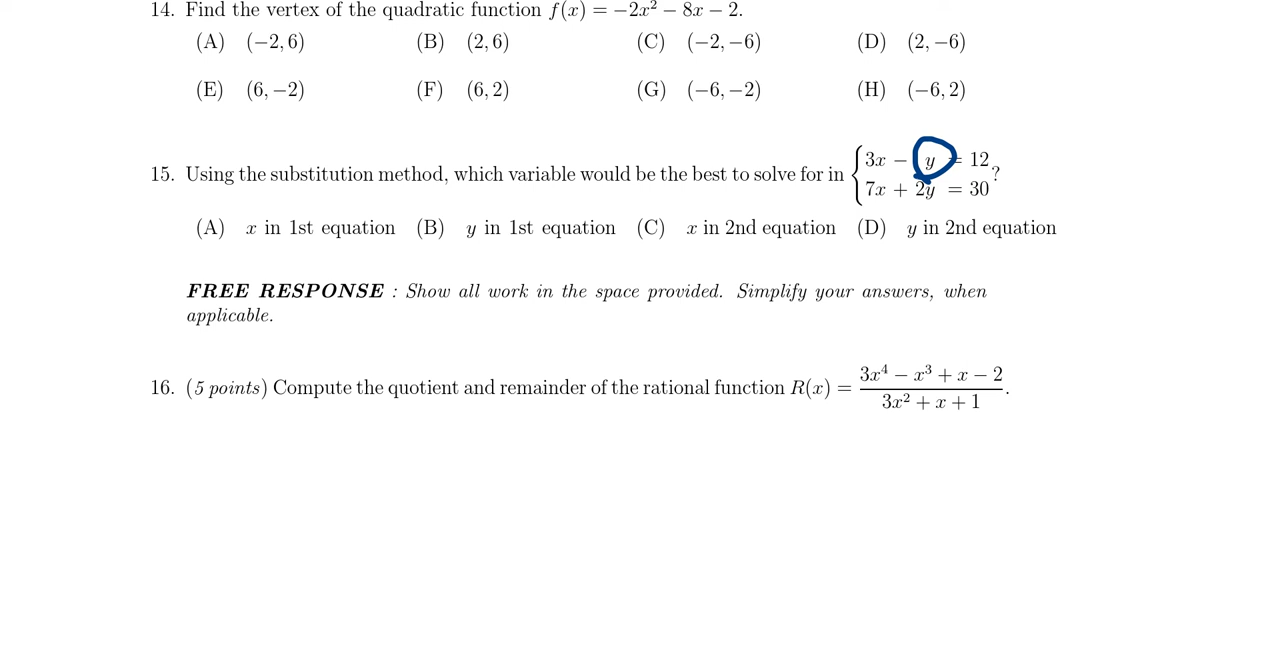 14. Find the vertex of the quadratic function f(x) = −2x² − 8x − 2.
(A) (−2, 6) (B) (2, 6) (C) (−2, −6) (D) (2, −6)
(E) (6, −2) (F) (6, 2) (G) (−6, −2) (H) (−6, 2)
15. Using the substitution method, which variable would be the best to solve for in { 3x − y = 12, 7x + 2y = 30 ?
(A) x in 1st equation (B) y in 1st equation (C) x in 2nd equation (D) y in 2nd equation
FREE RESPONSE : Show all work in the space provided. Simplify your answers, when
applicable.
16. (5 points) Compute the quotient and remainder of the rational function R(x) = (3x⁴ − x³ + x − 2)/(3x² + x + 1).